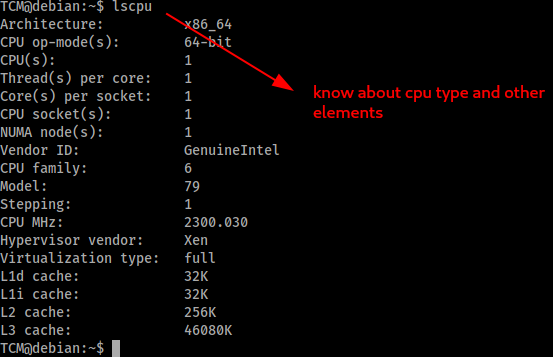 TCM@debian:~$ lscpu
Architecture: x86_64
CPU op-mode(s): 64-bit
CPU(s): 1
Thread(s) per core: 1
Core(s) per socket: 1
CPU socket(s): 1
NUMA node(s): 1
Vendor ID: GenuineIntel
CPU family: 6
Model: 79
Stepping: 1
CPU MHz: 2300.030
Hypervisor vendor: Xen
Virtualization type: full
L1d cache: 32K
L1i cache: 32K
L2 cache: 256K
L3 cache: 46080K
TCM@debian:~$
know about cpu type and other
elements